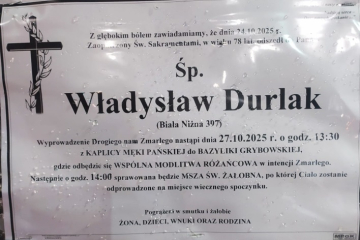 Z głębokim bólem zawiadamiamy, że dnia 24.10.2025 r.
Zaopatrzony Św. Sakramentami, w wieku 78 lat, odszedł do Pana
Śp.
Władysław Durlak
(Biała Niżna 397)
Wyprowadzenie Drogiego nam Zmarłego nastąpi dnia 27.10.2025 r. o godz. 13:30
z KAPLICY MĘKI PAŃSKIEJ do BAZYLIKI GRYBOWSKIEJ,
gdzie odbędzie się WSPÓLNA MODLITWA RÓŻAŃCOWA w intencji Zmarłego.
Następnie o godz. 14:00 sprawowana będzie MSZA ŚW. ŻAŁOBNA, po której Ciało zostanie
odprowadzone na miejsce wiecznego spoczynku.
Pogrążeni w smutku i żałobie
ŻONA, DZIECI, WNUKI ORAZ RODZINA